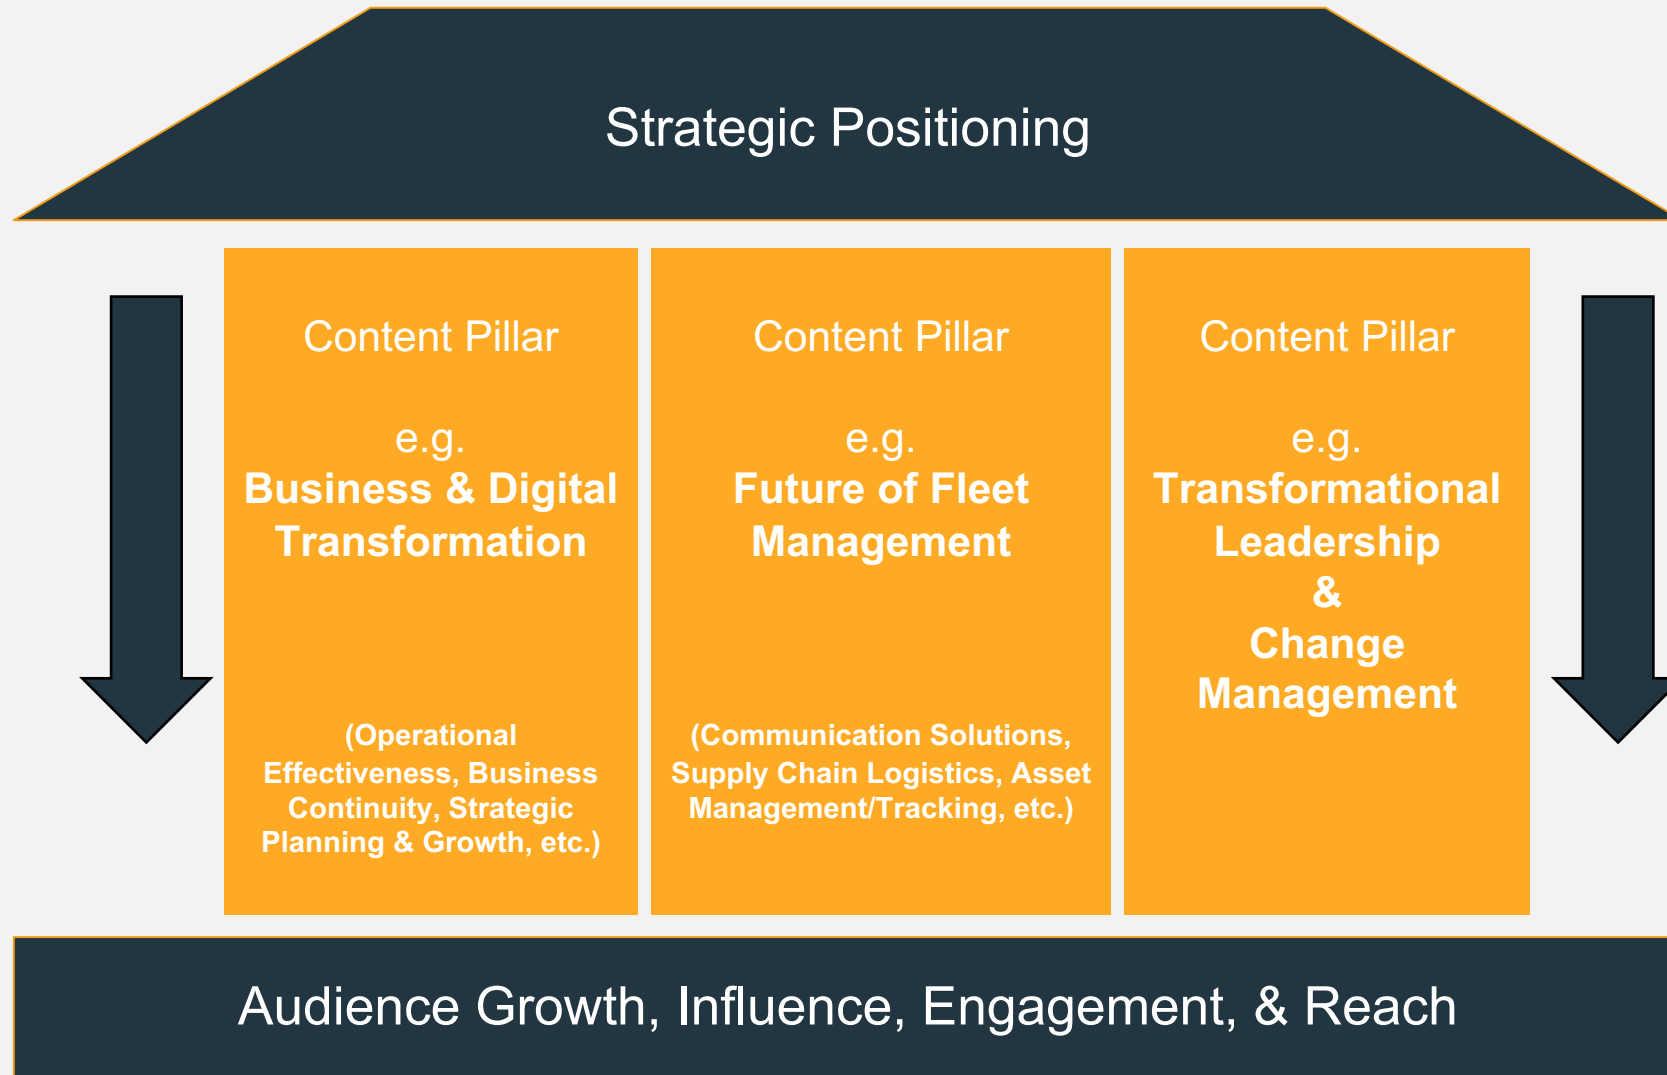 Strategic Positioning
Content Pillar
e.g.
Business & Digital
Transformation
(Operational
Effectiveness, Business
Continuity, Strategic
Planning & Growth, etc.)
Content Pillar
e.g.
Future of Fleet
Management
(Communication Solutions,
Supply Chain Logistics, Asset
Management/Tracking, etc.)
Content Pillar
e.g.
Transformational
Leadership
&
Change
Management
Audience Growth, Influence, Engagement, & Reach